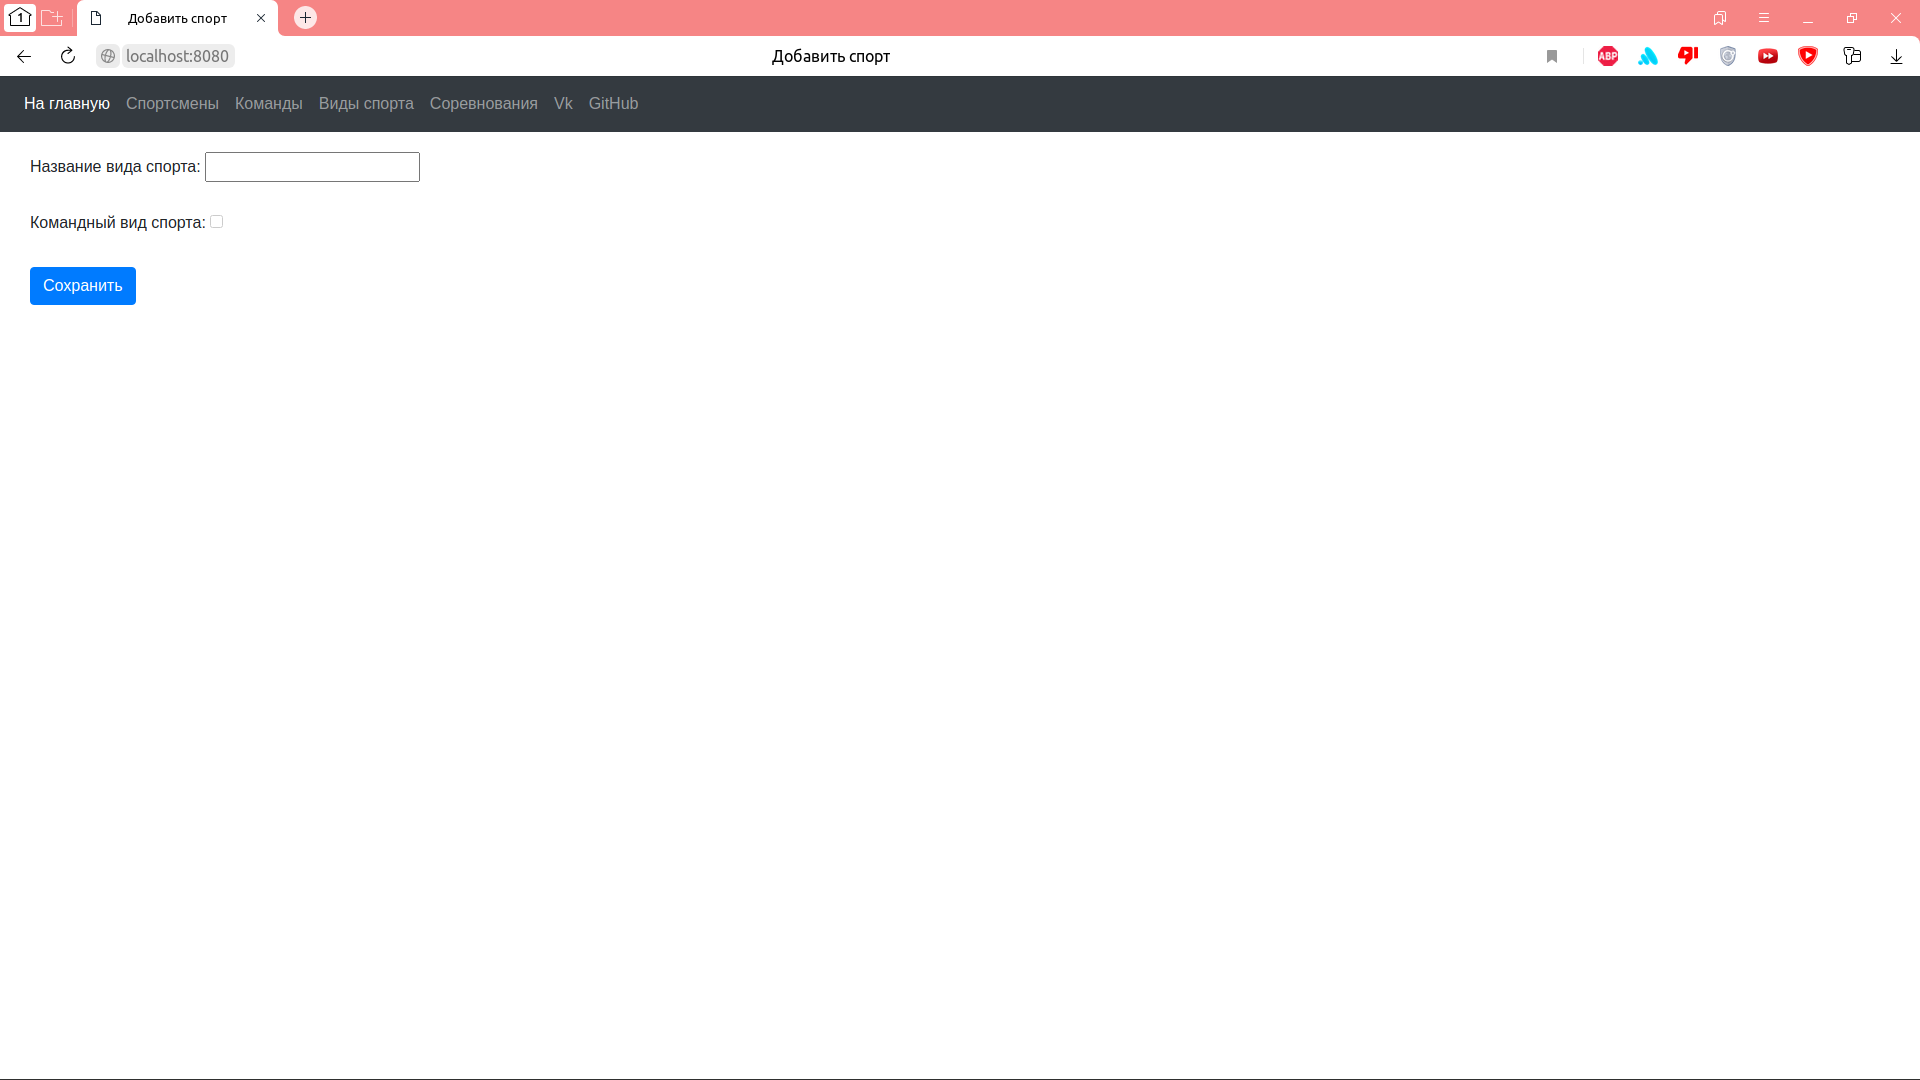 1 Добавить спорт
localhost:8080 Добавить спорт ABP
На главную Спортсмены Команды Виды спорта Соревнования Vk GitHub
Название вида спорта:
Командный вид спорта:
Сохранить